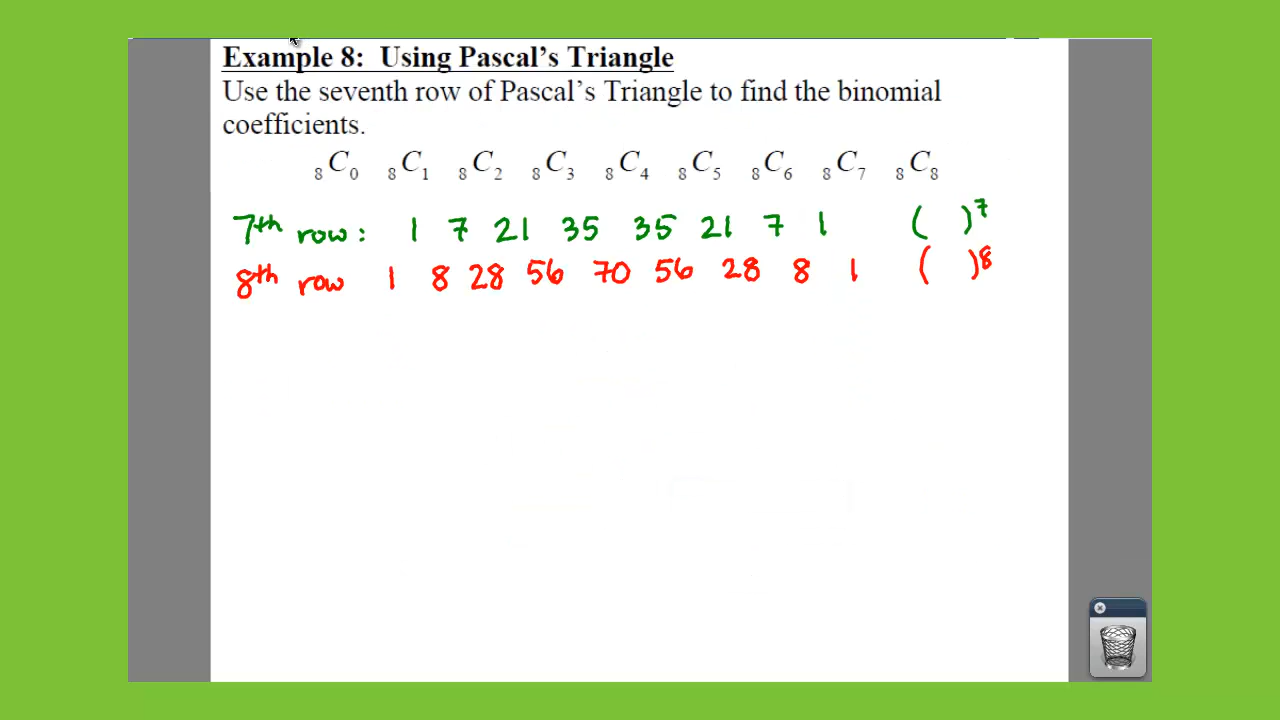 Example 8: Using Pascal's Triangle
Use the seventh row of Pascal's Triangle to find the binomial
coefficients.
₈C₀ ₈C₁ ₈C₂ ₈C₃ ₈C₄ ₈C₅ ₈C₆ ₈C₇ ₈C₈
7th row: 1 7 21 35 35 21 7 1 ( )⁷
8th row 1 8 28 56 70 56 28 8 1 ( )⁸